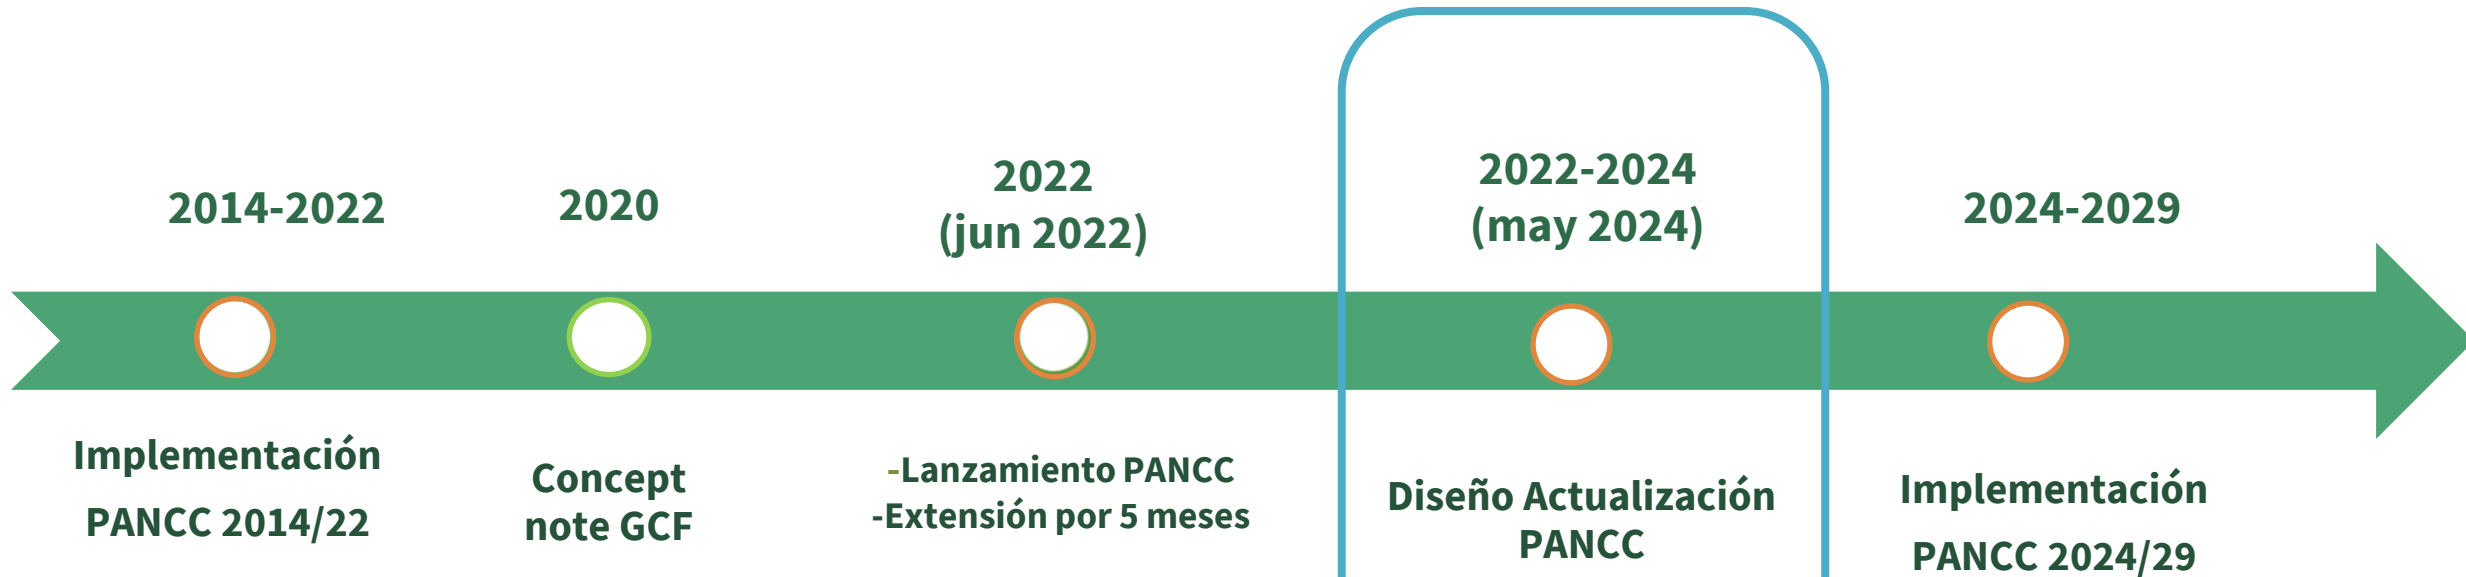 2014-2022
Implementación
PANCC 2014/22
2020
Concept
note GCF
2022
(jun 2022)
-Lanzamiento PANCC
-Extensión por 5 meses
2022-2024
(may 2024)
Diseño Actualización
PANCC
2024-2029
Implementación
PANCC 2024/29